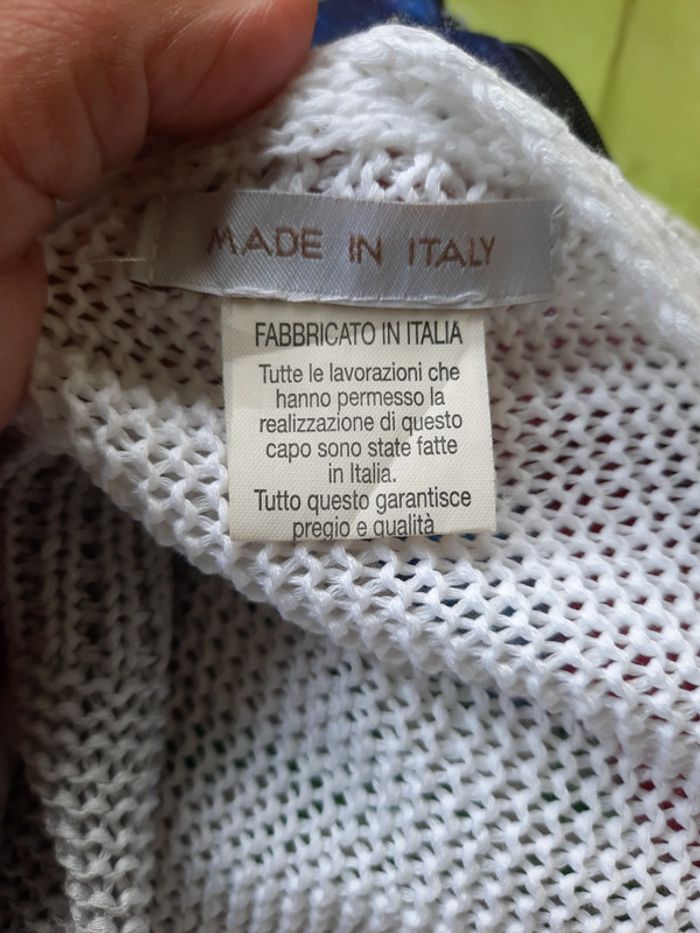 MADE IN ITALY
FABBRICATO IN ITALIA
Tutte le lavorazioni che
hanno permesso la
realizzazione di questo
capo sono state fatte
in Italia.
Tutto questo garantisce
pregio e qualità